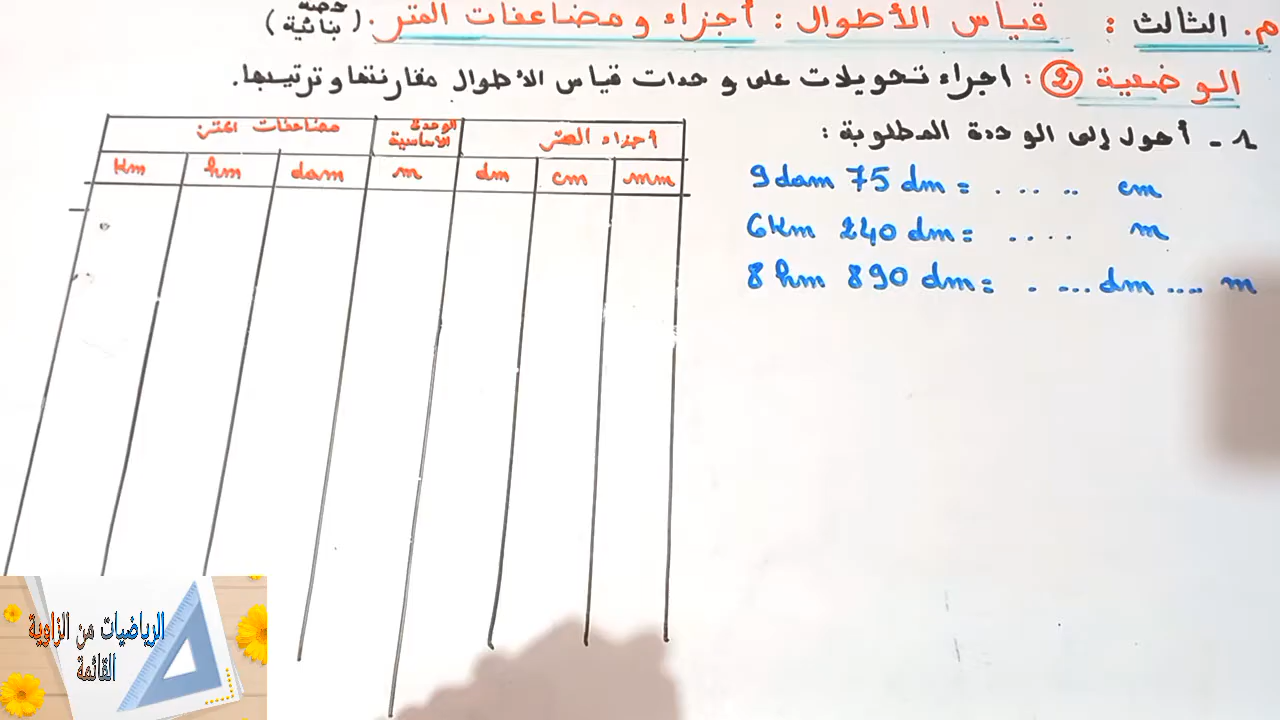 م. الثالث : قياس الأطوال : أجزاء و مضاعفات المتر. (حصة بنائية)
الوضعية ② : اجراء تحويلات على وحدات قياس الأطوال مقارنتها و ترتيبها.
1 - أحول إلى الوحدة المطلوبة :
9 dam 75 dm = . ... .. cm
6 Km 240 dm = .... m
8 hm 890 dm = . ... dm .... m
مضاعفات المتر الوحدة الأساسية اجزاء المتر
Km hm dam m dm cm mm
الرياضيات من الزاوية
القائمة